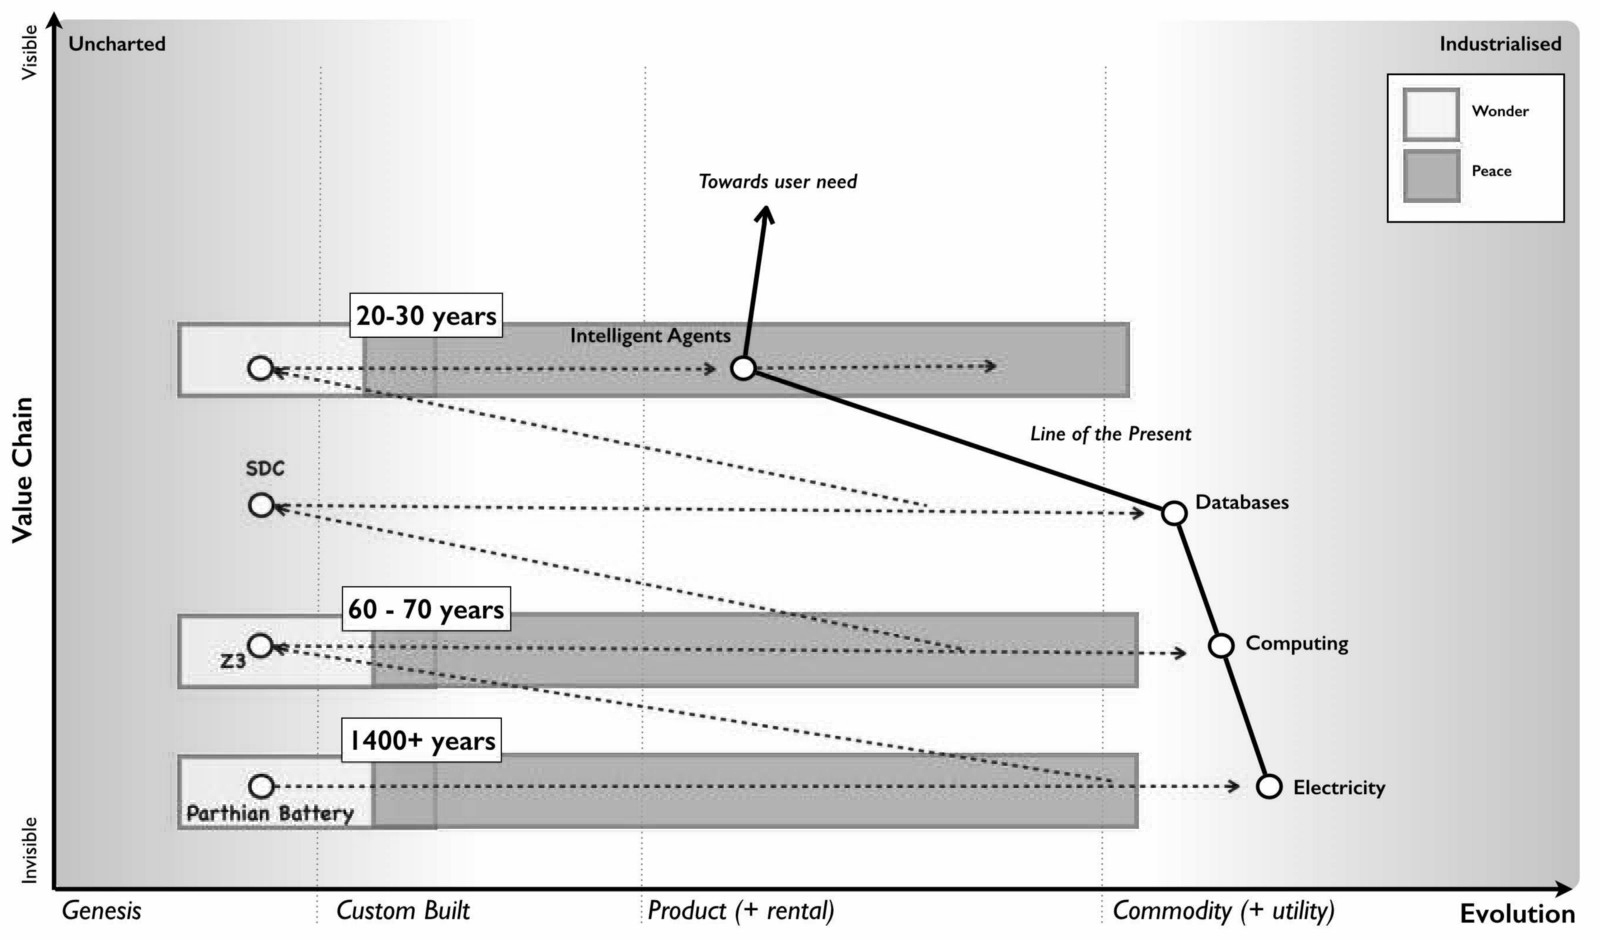 Visible
Uncharted
Industrialised
Wonder
Peace
Towards user need
20-30 years
Intelligent Agents
Line of the Present
Value Chain
SDC
Databases
60 - 70 years
Z3
Computing
1400+ years
Parthian Battery
Electricity
Invisible
Genesis
Custom Built
Product (+ rental)
Commodity (+ utility)
Evolution